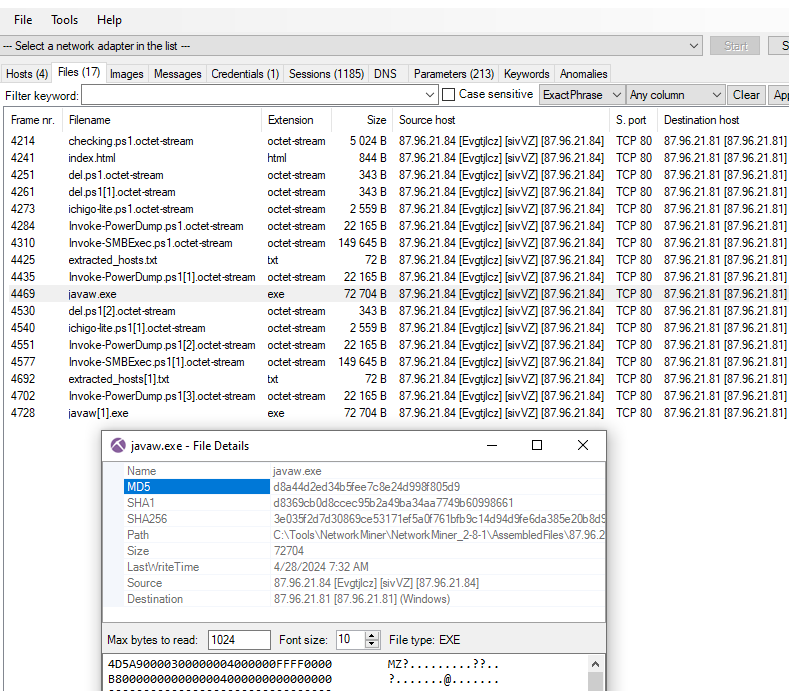 File Tools Help
--- Select a network adapter in the list --- Start S
Hosts (4) Files (17) Images Messages Credentials (1) Sessions (1185) DNS Parameters (213) Keywords Anomalies
Filter keyword: Case sensitive ExactPhrase Any column Clear App
Frame nr. Filename Extension Size Source host S. port Destination host
4214 checking.ps1.octet-stream octet-stream 5 024 B 87.96.21.84 [Evgtjlcz] [sivVZ] [87.96.21.84] TCP 80 87.96.21.81 [87.96.21.81]
4241 index.html html 844 B 87.96.21.84 [Evgtjlcz] [sivVZ] [87.96.21.84] TCP 80 87.96.21.81 [87.96.21.81]
4251 del.ps1.octet-stream octet-stream 343 B 87.96.21.84 [Evgtjlcz] [sivVZ] [87.96.21.84] TCP 80 87.96.21.81 [87.96.21.81]
4261 del.ps1[1].octet-stream octet-stream 343 B 87.96.21.84 [Evgtjlcz] [sivVZ] [87.96.21.84] TCP 80 87.96.21.81 [87.96.21.81]
4273 ichigo-lite.ps1.octet-stream octet-stream 2 559 B 87.96.21.84 [Evgtjlcz] [sivVZ] [87.96.21.84] TCP 80 87.96.21.81 [87.96.21.81]
4284 Invoke-PowerDump.ps1.octet-stream octet-stream 22 165 B 87.96.21.84 [Evgtjlcz] [sivVZ] [87.96.21.84] TCP 80 87.96.21.81 [87.96.21.81]
4310 Invoke-SMBExec.ps1.octet-stream octet-stream 149 645 B 87.96.21.84 [Evgtjlcz] [sivVZ] [87.96.21.84] TCP 80 87.96.21.81 [87.96.21.81]
4425 extracted_hosts.txt txt 72 B 87.96.21.84 [Evgtjlcz] [sivVZ] [87.96.21.84] TCP 80 87.96.21.81 [87.96.21.81]
4435 Invoke-PowerDump.ps1[1].octet-stream octet-stream 22 165 B 87.96.21.84 [Evgtjlcz] [sivVZ] [87.96.21.84] TCP 80 87.96.21.81 [87.96.21.81]
4469 javaw.exe exe 72 704 B 87.96.21.84 [Evgtjlcz] [sivVZ] [87.96.21.84] TCP 80 87.96.21.81 [87.96.21.81]
4530 del.ps1[2].octet-stream octet-stream 343 B 87.96.21.84 [Evgtjlcz] [sivVZ] [87.96.21.84] TCP 80 87.96.21.81 [87.96.21.81]
4540 ichigo-lite.ps1[1].octet-stream octet-stream 2 559 B 87.96.21.84 [Evgtjlcz] [sivVZ] [87.96.21.84] TCP 80 87.96.21.81 [87.96.21.81]
4551 Invoke-PowerDump.ps1[2].octet-stream octet-stream 22 165 B 87.96.21.84 [Evgtjlcz] [sivVZ] [87.96.21.84] TCP 80 87.96.21.81 [87.96.21.81]
4577 Invoke-SMBExec.ps1[1].octet-stream octet-stream 149 645 B 87.96.21.84 [Evgtjlcz] [sivVZ] [87.96.21.84] TCP 80 87.96.21.81 [87.96.21.81]
4692 extracted_hosts[1].txt txt 72 B 87.96.21.84 [Evgtjlcz] [sivVZ] [87.96.21.84] TCP 80 87.96.21.81 [87.96.21.81]
4702 Invoke-PowerDump.ps1[3].octet-stream octet-stream 22 165 B 87.96.21.84 [Evgtjlcz] [sivVZ] [87.96.21.84] TCP 80 87.96.21.81 [87.96.21.81]
4728 javaw[1].exe exe 72 704 B 87.96.21.84 [Evgtjlcz] [sivVZ] [87.96.21.84] TCP 80 87.96.21.81 [87.96.21.81]
javaw.exe - File Details
Name javaw.exe
MD5 d8a44d2ed34b5fee7c8e24d998f805d9
SHA1 d8369cb0d8ccec95b2a49ba34aa7749b60998661
SHA256 3e035f2d7d30869ce53171ef5a0f761bfb9c14d94d9fe6da385e20b8d9
Path C:\Tools\NetworkMiner\NetworkMiner_2-8-1\AssembledFiles\87.96.2
Size 72704
LastWriteTime 4/28/2024 7:32 AM
Source 87.96.21.84 [Evgtjlcz] [sivVZ] [87.96.21.84]
Destination 87.96.21.81 [87.96.21.81] (Windows)
Max bytes to read: 1024 Font size: 10 File type: EXE
4D5A90000300000004000000FFFF0000 MZ?.........??..
B8000000000000004000000000000000 ?.......@.......